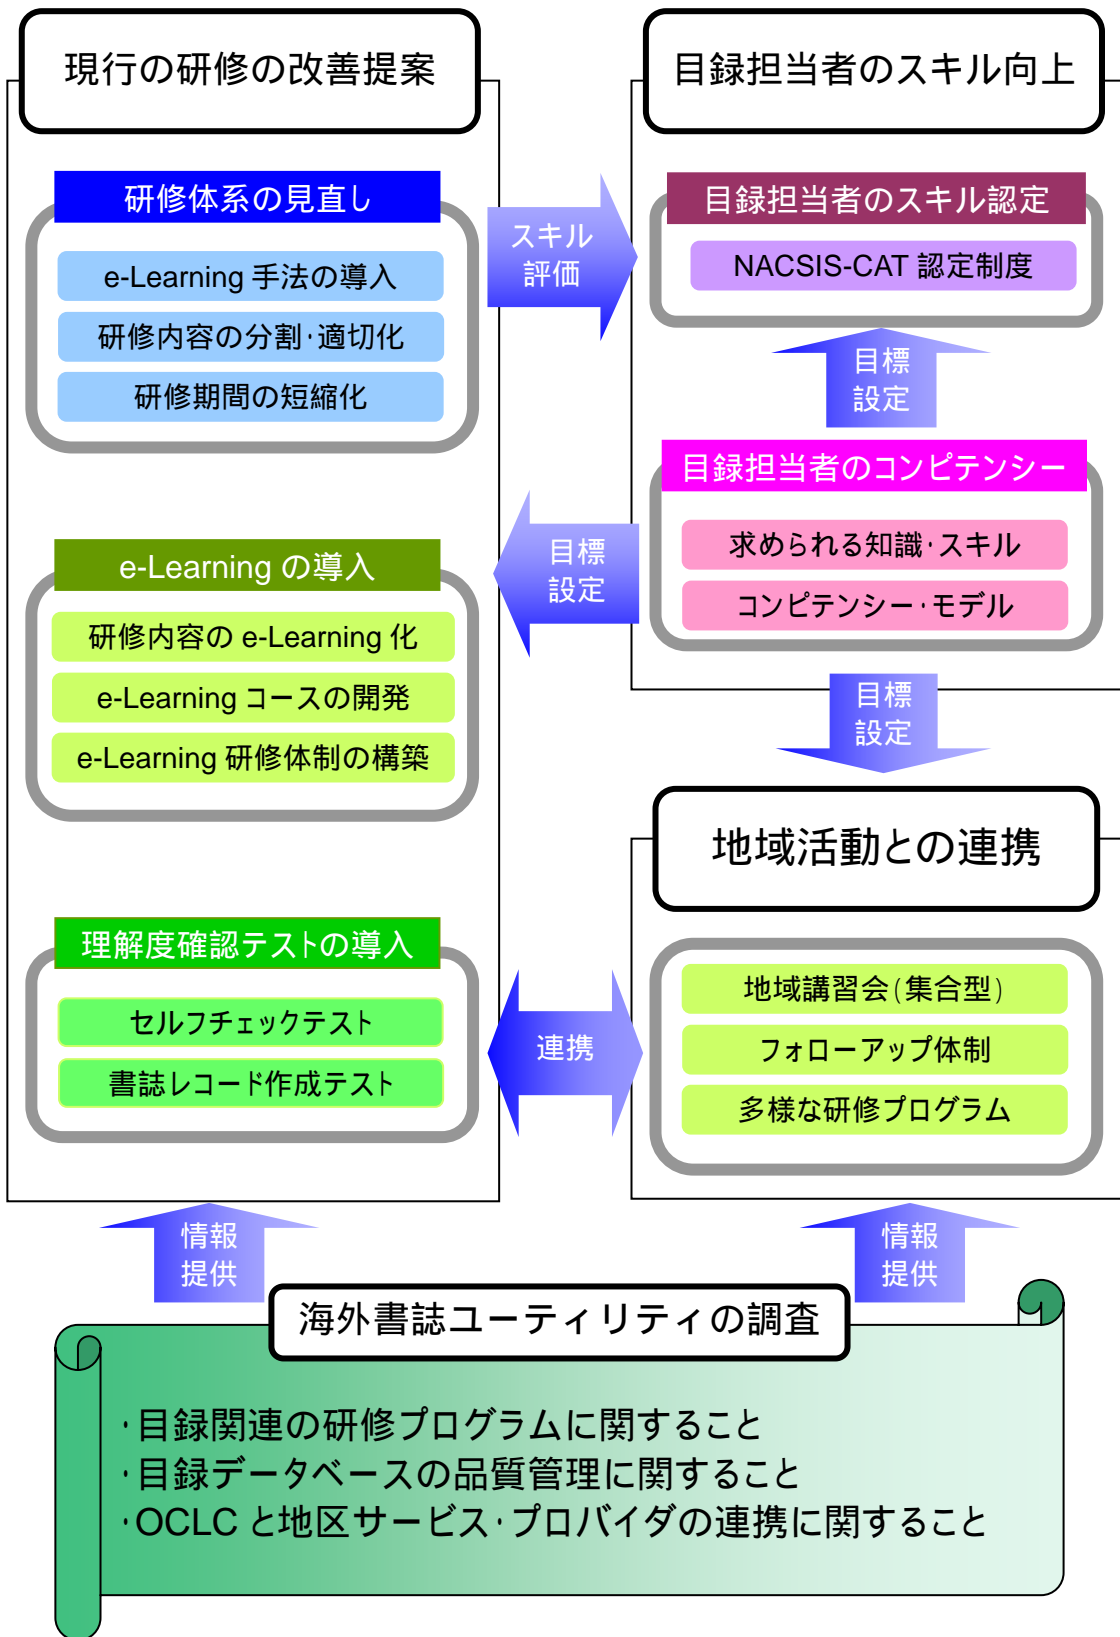 現行の研修の改善提案
研修体系の見直し
e-Learning 手法の導入
研修内容の分割・適切化
研修期間の短縮化
e-Learning の導入
研修内容の e-Learning 化
e-Learning コースの開発
e-Learning 研修体制の構築
理解度確認テストの導入
セルフチェックテスト
書誌レコード作成テスト
スキル
評価
目標
設定
連携
目録担当者のスキル向上
目録担当者のスキル認定
NACSIS-CAT 認定制度
目標
設定
目録担当者のコンピテンシー
求められる知識・スキル
コンピテンシー・モデル
目標
設定
地域活動との連携
地域講習会(集合型)
フォローアップ体制
多様な研修プログラム
情報
提供
情報
提供
海外書誌ユーティリティの調査
・目録関連の研修プログラムに関すること
・目録データベースの品質管理に関すること
・OCLC と地区サービス・プロバイダの連携に関すること